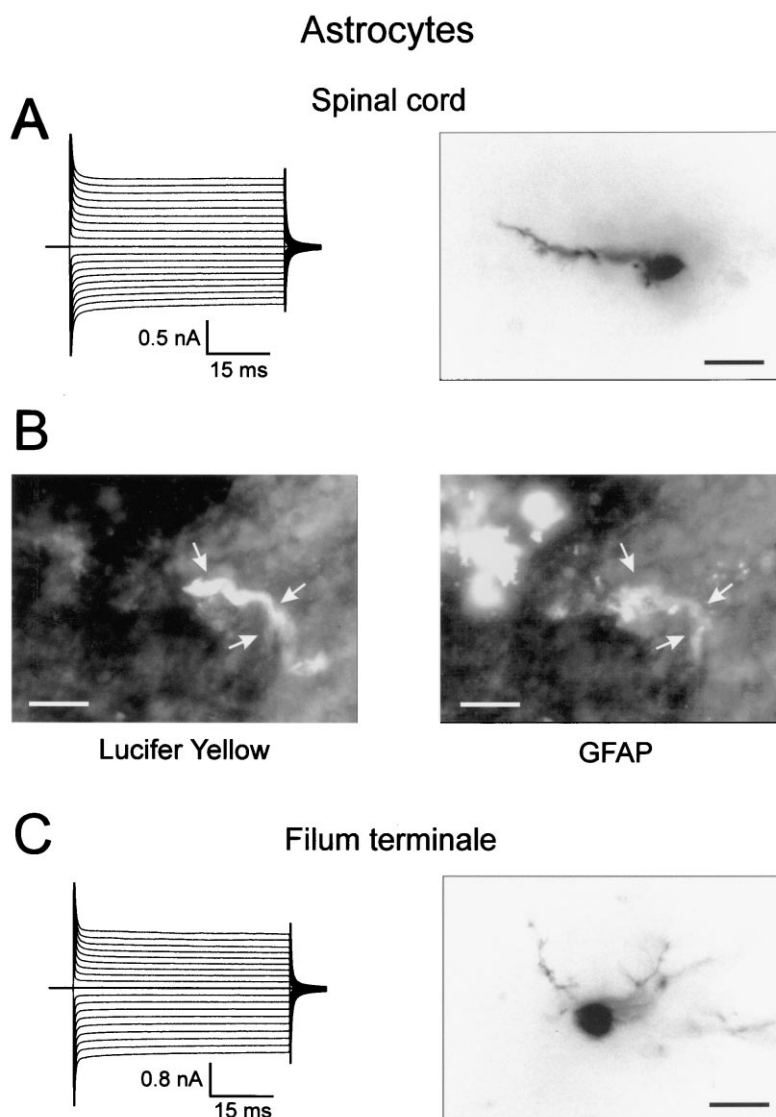 Astrocytes
Spinal cord
A
0.5 nA
15 ms
B
Lucifer Yellow
GFAP
C
Filum terminale
0.8 nA
15 ms